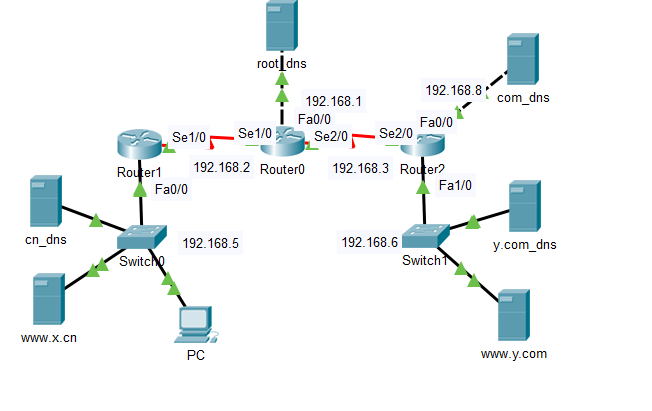 root_dns
192.168.8
com_dns
192.168.1
Fa0/0
Fa0/0
Se1/0
Se1/0
Se2/0
Se2/0
Router1
192.168.2
Router0
192.168.3
Router2
Fa0/0
Fa1/0
cn_dns
192.168.5
192.168.6
y.com_dns
Switch0
Switch1
www.x.cn
PC
www.y.com